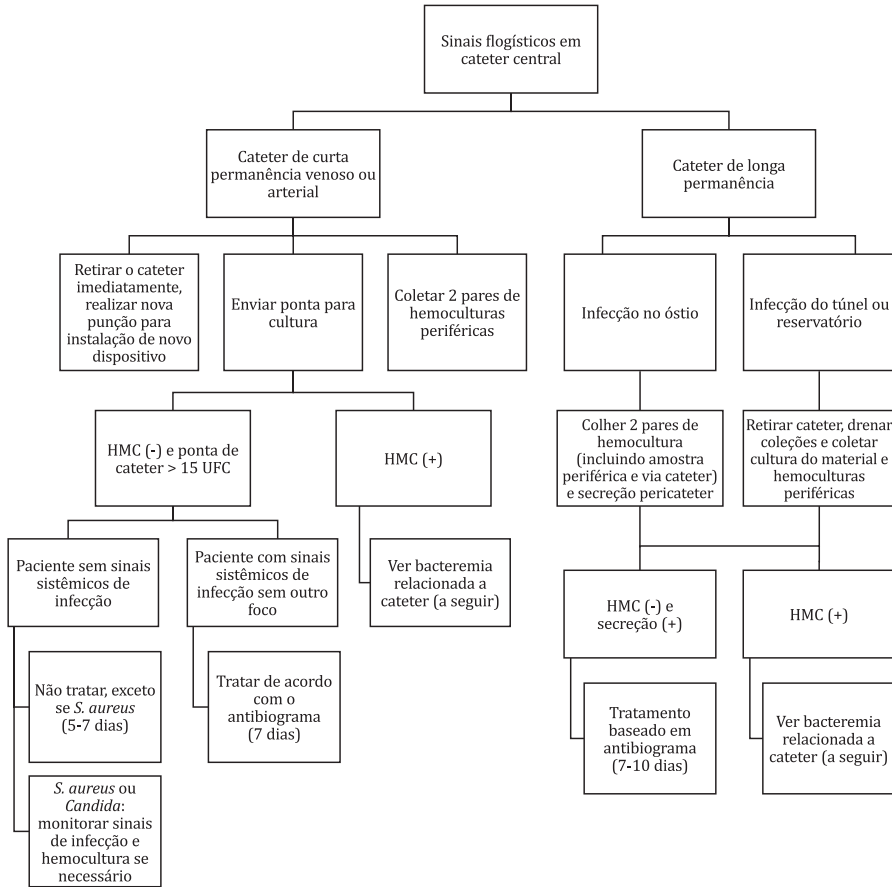 Sinais flogísticos em
cateter central
Cateter de curta
permanência venoso ou
arterial
Cateter de longa
permanência
Retirar o cateter
imediatamente,
realizar nova
punção para
instalação de novo
dispositivo
Enviar ponta para
cultura
Coletar 2 pares de
hemoculturas
periféricas
Infecção no óstio
Infecção do túnel ou
reservatório
HMC (-) e ponta de
cateter > 15 UFC
HMC (+)
Colher 2 pares de
hemocultura
(incluindo amostra
periférica e via cateter)
e secreção pericateter
Retirar cateter, drenar
coleções e coletar
cultura do material e
hemoculturas
periféricas
Paciente sem sinais
sistêmicos de
infecção
Paciente com sinais
sistêmicos de
infecção sem outro
foco
Ver bacteremia
relacionada a
cateter (a seguir)
HMC (-) e
secreção (+)
HMC (+)
Não tratar, exceto
se S. aureus
(5-7 dias)
Tratar de acordo
com o
antibiograma
(7 dias)
Tratamento
baseado em
antibiograma
(7-10 dias)
Ver bacteremia
relacionada a
cateter (a seguir)
S. aureus ou
Candida:
monitorar sinais
de infecção e
hemocultura se
necessário